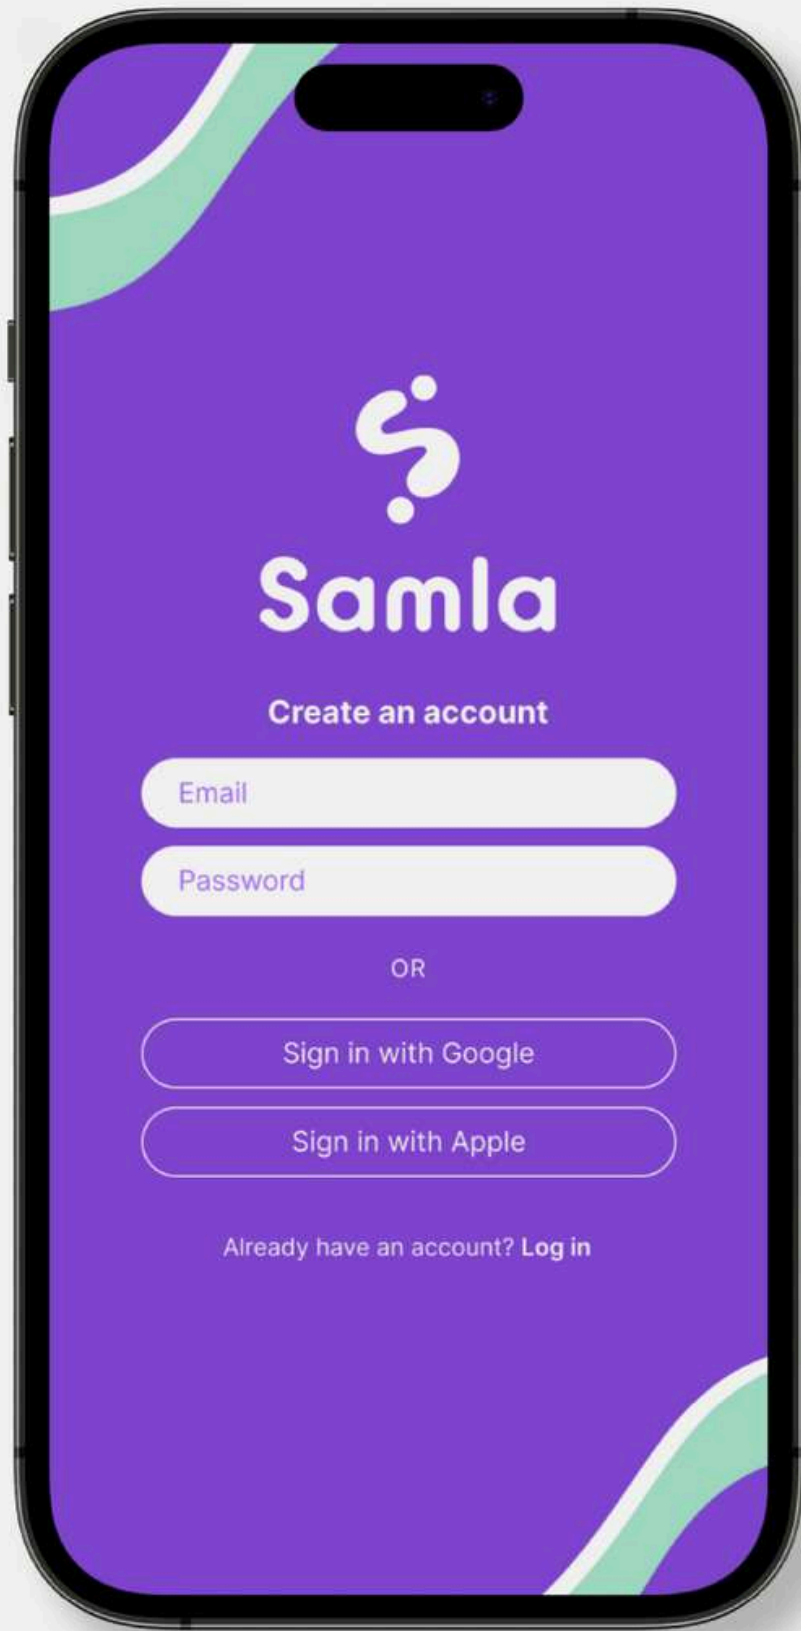 Samla
Create an account
Email
Password
OR
Sign in with Google
Sign in with Apple
Already have an account? Log in